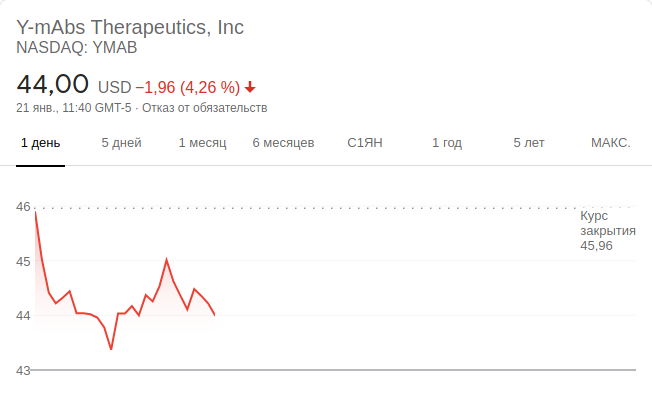 Y-mAbs Therapeutics, Inc
NASDAQ: YMAB
44,00 USD −1,96 (4,26 %)
21 янв., 11:40 GMT-5 · Отказ от обязательств
1 день 5 дней 1 месяц 6 месяцев С1ЯН 1 год 5 лет МАКС.
46
Курс
закрытия
45,96
45
44
43